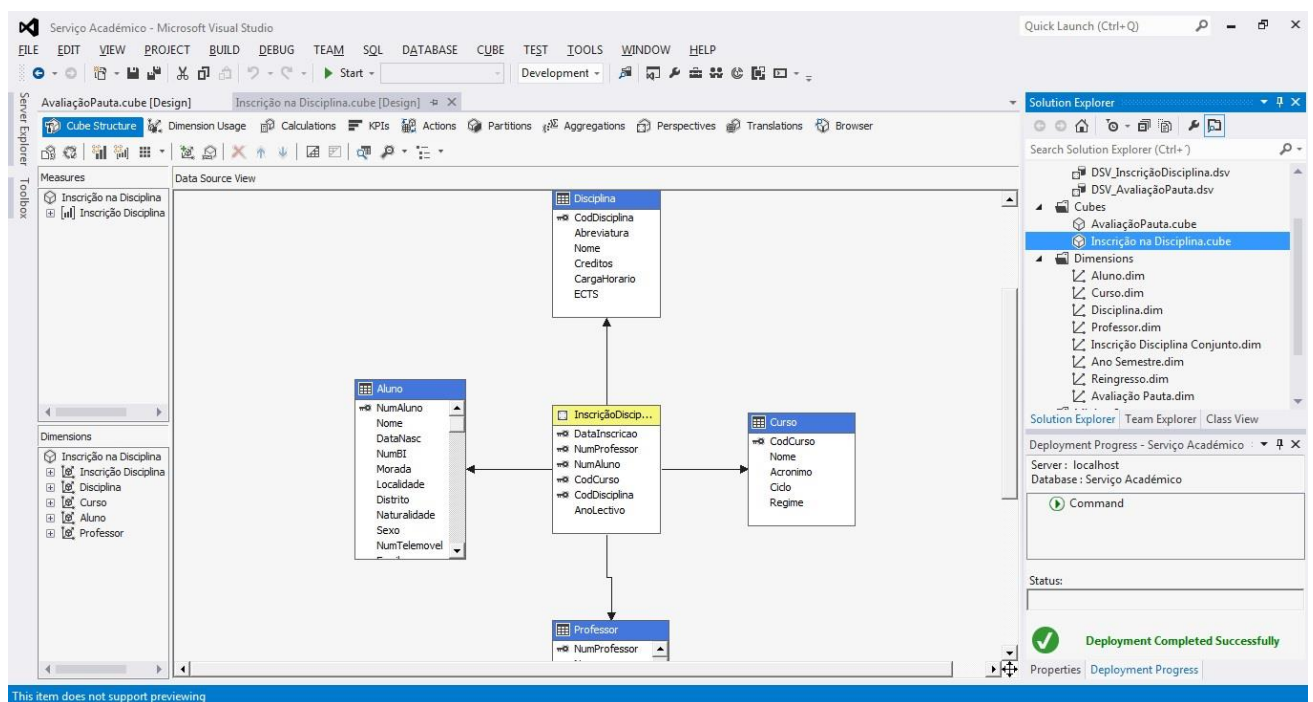 Serviço Académico - Microsoft Visual Studio
Quick Launch (Ctrl+Q)
FILE EDIT VIEW PROJECT BUILD DEBUG TEAM SQL DATABASE CUBE TEST TOOLS WINDOW HELP
Start
Development
Server Explorer
Toolbox
AvaliaçãoPauta.cube [Design]
Inscrição na Disciplina.cube [Design]
Cube Structure Dimension Usage Calculations KPIs Actions Partitions Aggregations Perspectives Translations Browser
Measures
Inscrição na Disciplina
Inscrição Disciplina
Dimensions
Inscrição na Disciplina
Inscrição Disciplina
Disciplina
Curso
Aluno
Professor
Data Source View
Disciplina
CodDisciplina
Abreviatura
Nome
Creditos
CargaHorario
ECTS
Aluno
NumAluno
Nome
DataNasc
NumBI
Morada
Localidade
Distrito
Naturalidade
Sexo
NumTelemovel
InscriçãoDiscip...
DataInscricao
NumProfessor
NumAluno
CodCurso
CodDisciplina
AnoLectivo
Curso
CodCurso
Nome
Acronimo
Ciclo
Regime
Professor
NumProfessor
Solution Explorer
Search Solution Explorer (Ctrl+´)
DSV_InscriçãoDisciplina.dsv
DSV_AvaliaçãoPauta.dsv
Cubes
AvaliaçãoPauta.cube
Inscrição na Disciplina.cube
Dimensions
Aluno.dim
Curso.dim
Disciplina.dim
Professor.dim
Inscrição Disciplina Conjunto.dim
Ano Semestre.dim
Reingresso.dim
Avaliação Pauta.dim
Solution Explorer Team Explorer Class View
Deployment Progress - Serviço Académico
Server : localhost
Database : Serviço Académico
Command
Status:
Deployment Completed Successfully
Properties Deployment Progress
This item does not support previewing